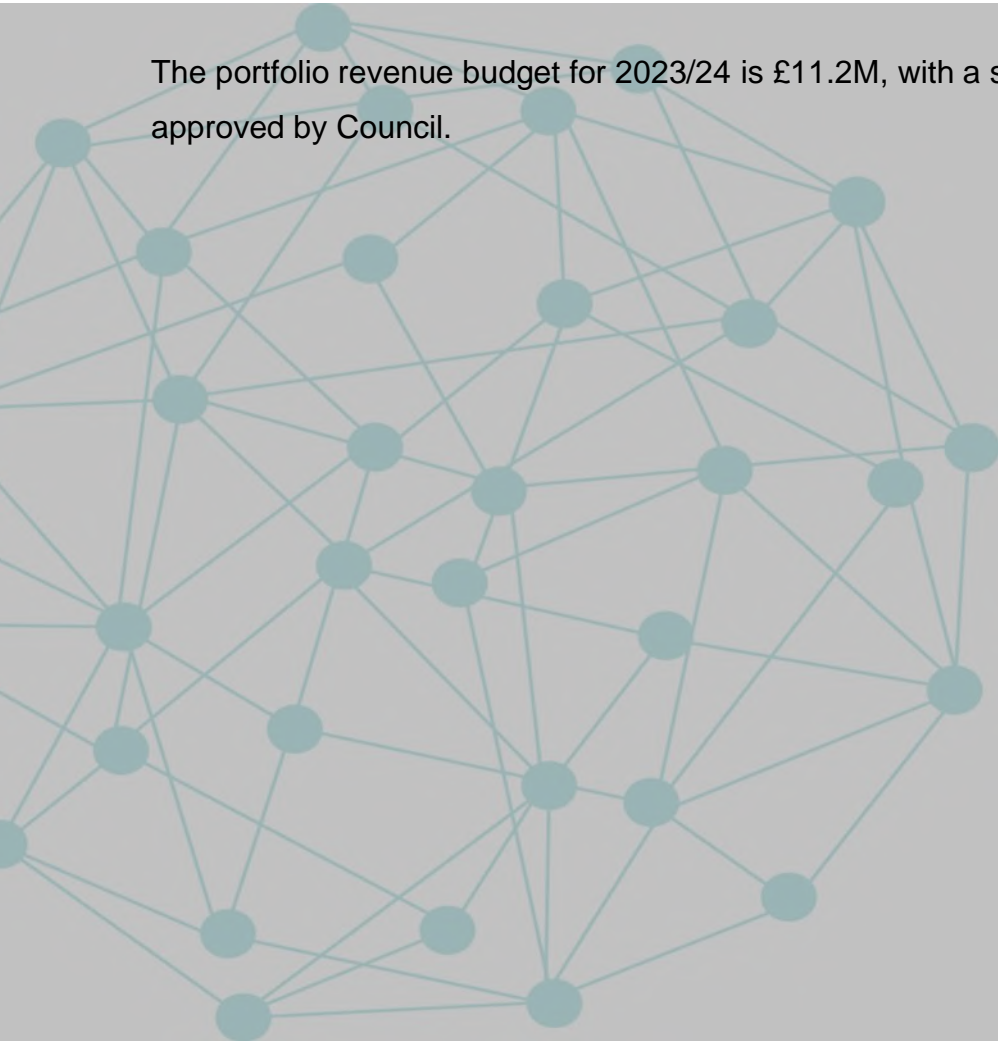 The portfolio revenue budget for 2023/24 is £11.2M, with a
approved by Council.